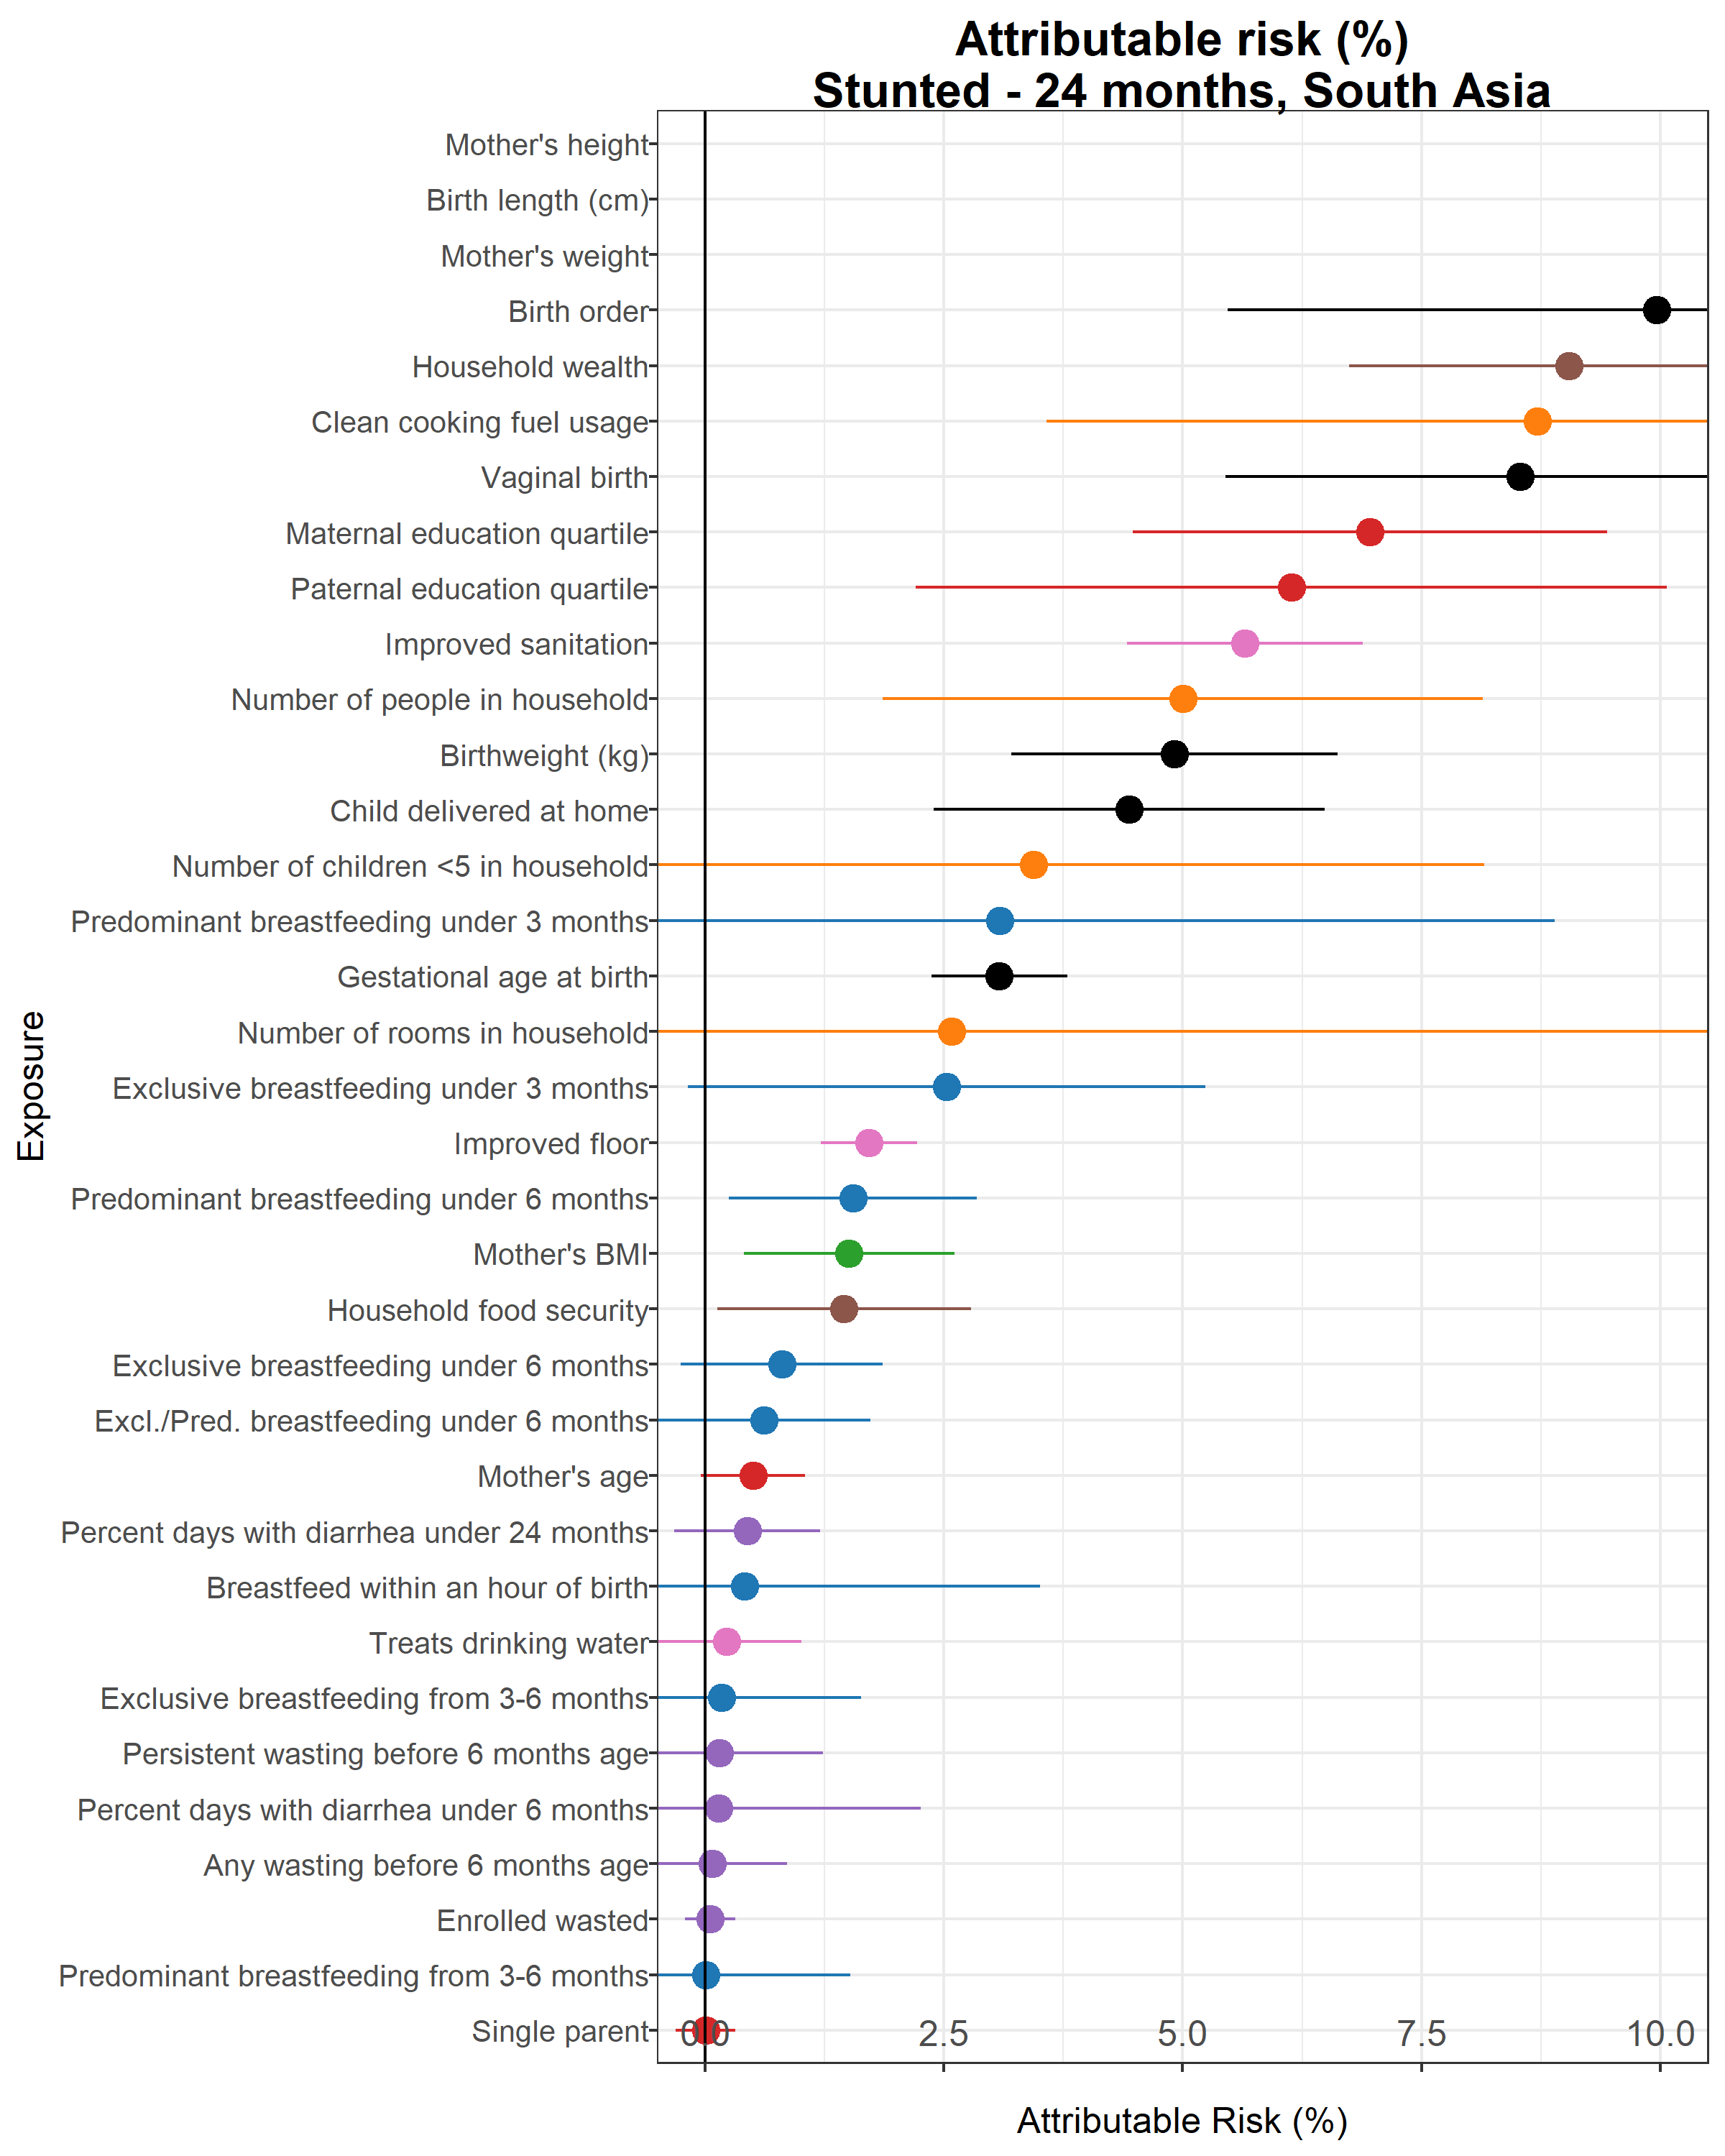 Attributable risk (%)
Stunted - 24 months, South Asia
Mother's height
Birth length (cm)
Mother's weight
Birth order
Household wealth
Clean cooking fuel usage
Vaginal birth
Maternal education quartile
Paternal education quartile
Improved sanitation
Number of people in household
Birthweight (kg)
Child delivered at home
Number of children <5 in household
Predominant breastfeeding under 3 months
Gestational age at birth
Number of rooms in household
Exclusive breastfeeding under 3 months
Improved floor
Predominant breastfeeding under 6 months
Mother's BMI
Household food security
Exclusive breastfeeding under 6 months
Excl./Pred. breastfeeding under 6 months
Mother's age
Percent days with diarrhea under 24 months
Breastfeed within an hour of birth
Treats drinking water
Exclusive breastfeeding from 3-6 months
Persistent wasting before 6 months age
Percent days with diarrhea under 6 months
Any wasting before 6 months age
Enrolled wasted
Predominant breastfeeding from 3-6 months
Single parent
Exposure
0.0 2.5 5.0 7.5 10.0
Attributable Risk (%)